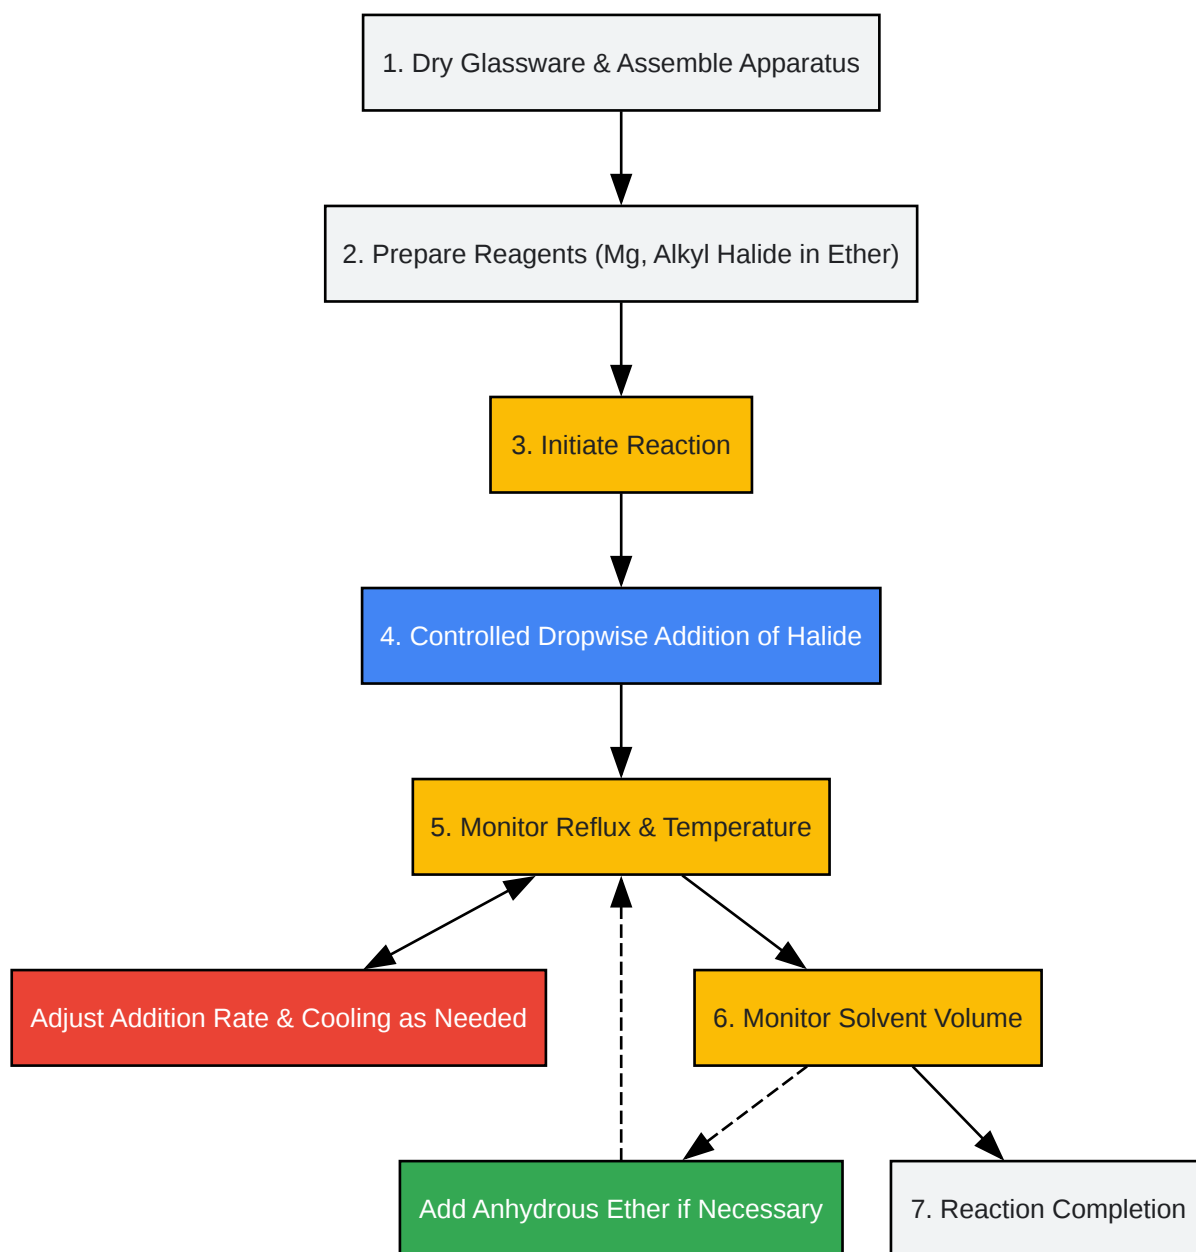 1. Dry Glassware & Assemble Apparatus
2. Prepare Reagents (Mg, Alkyl Halide in Ether)
3. Initiate Reaction
4. Controlled Dropwise Addition of Halide
5. Monitor Reflux & Temperature
Adjust Addition Rate & Cooling as Needed
6. Monitor Solvent Volume
Add Anhydrous Ether if Necessary
7. Reaction Completion